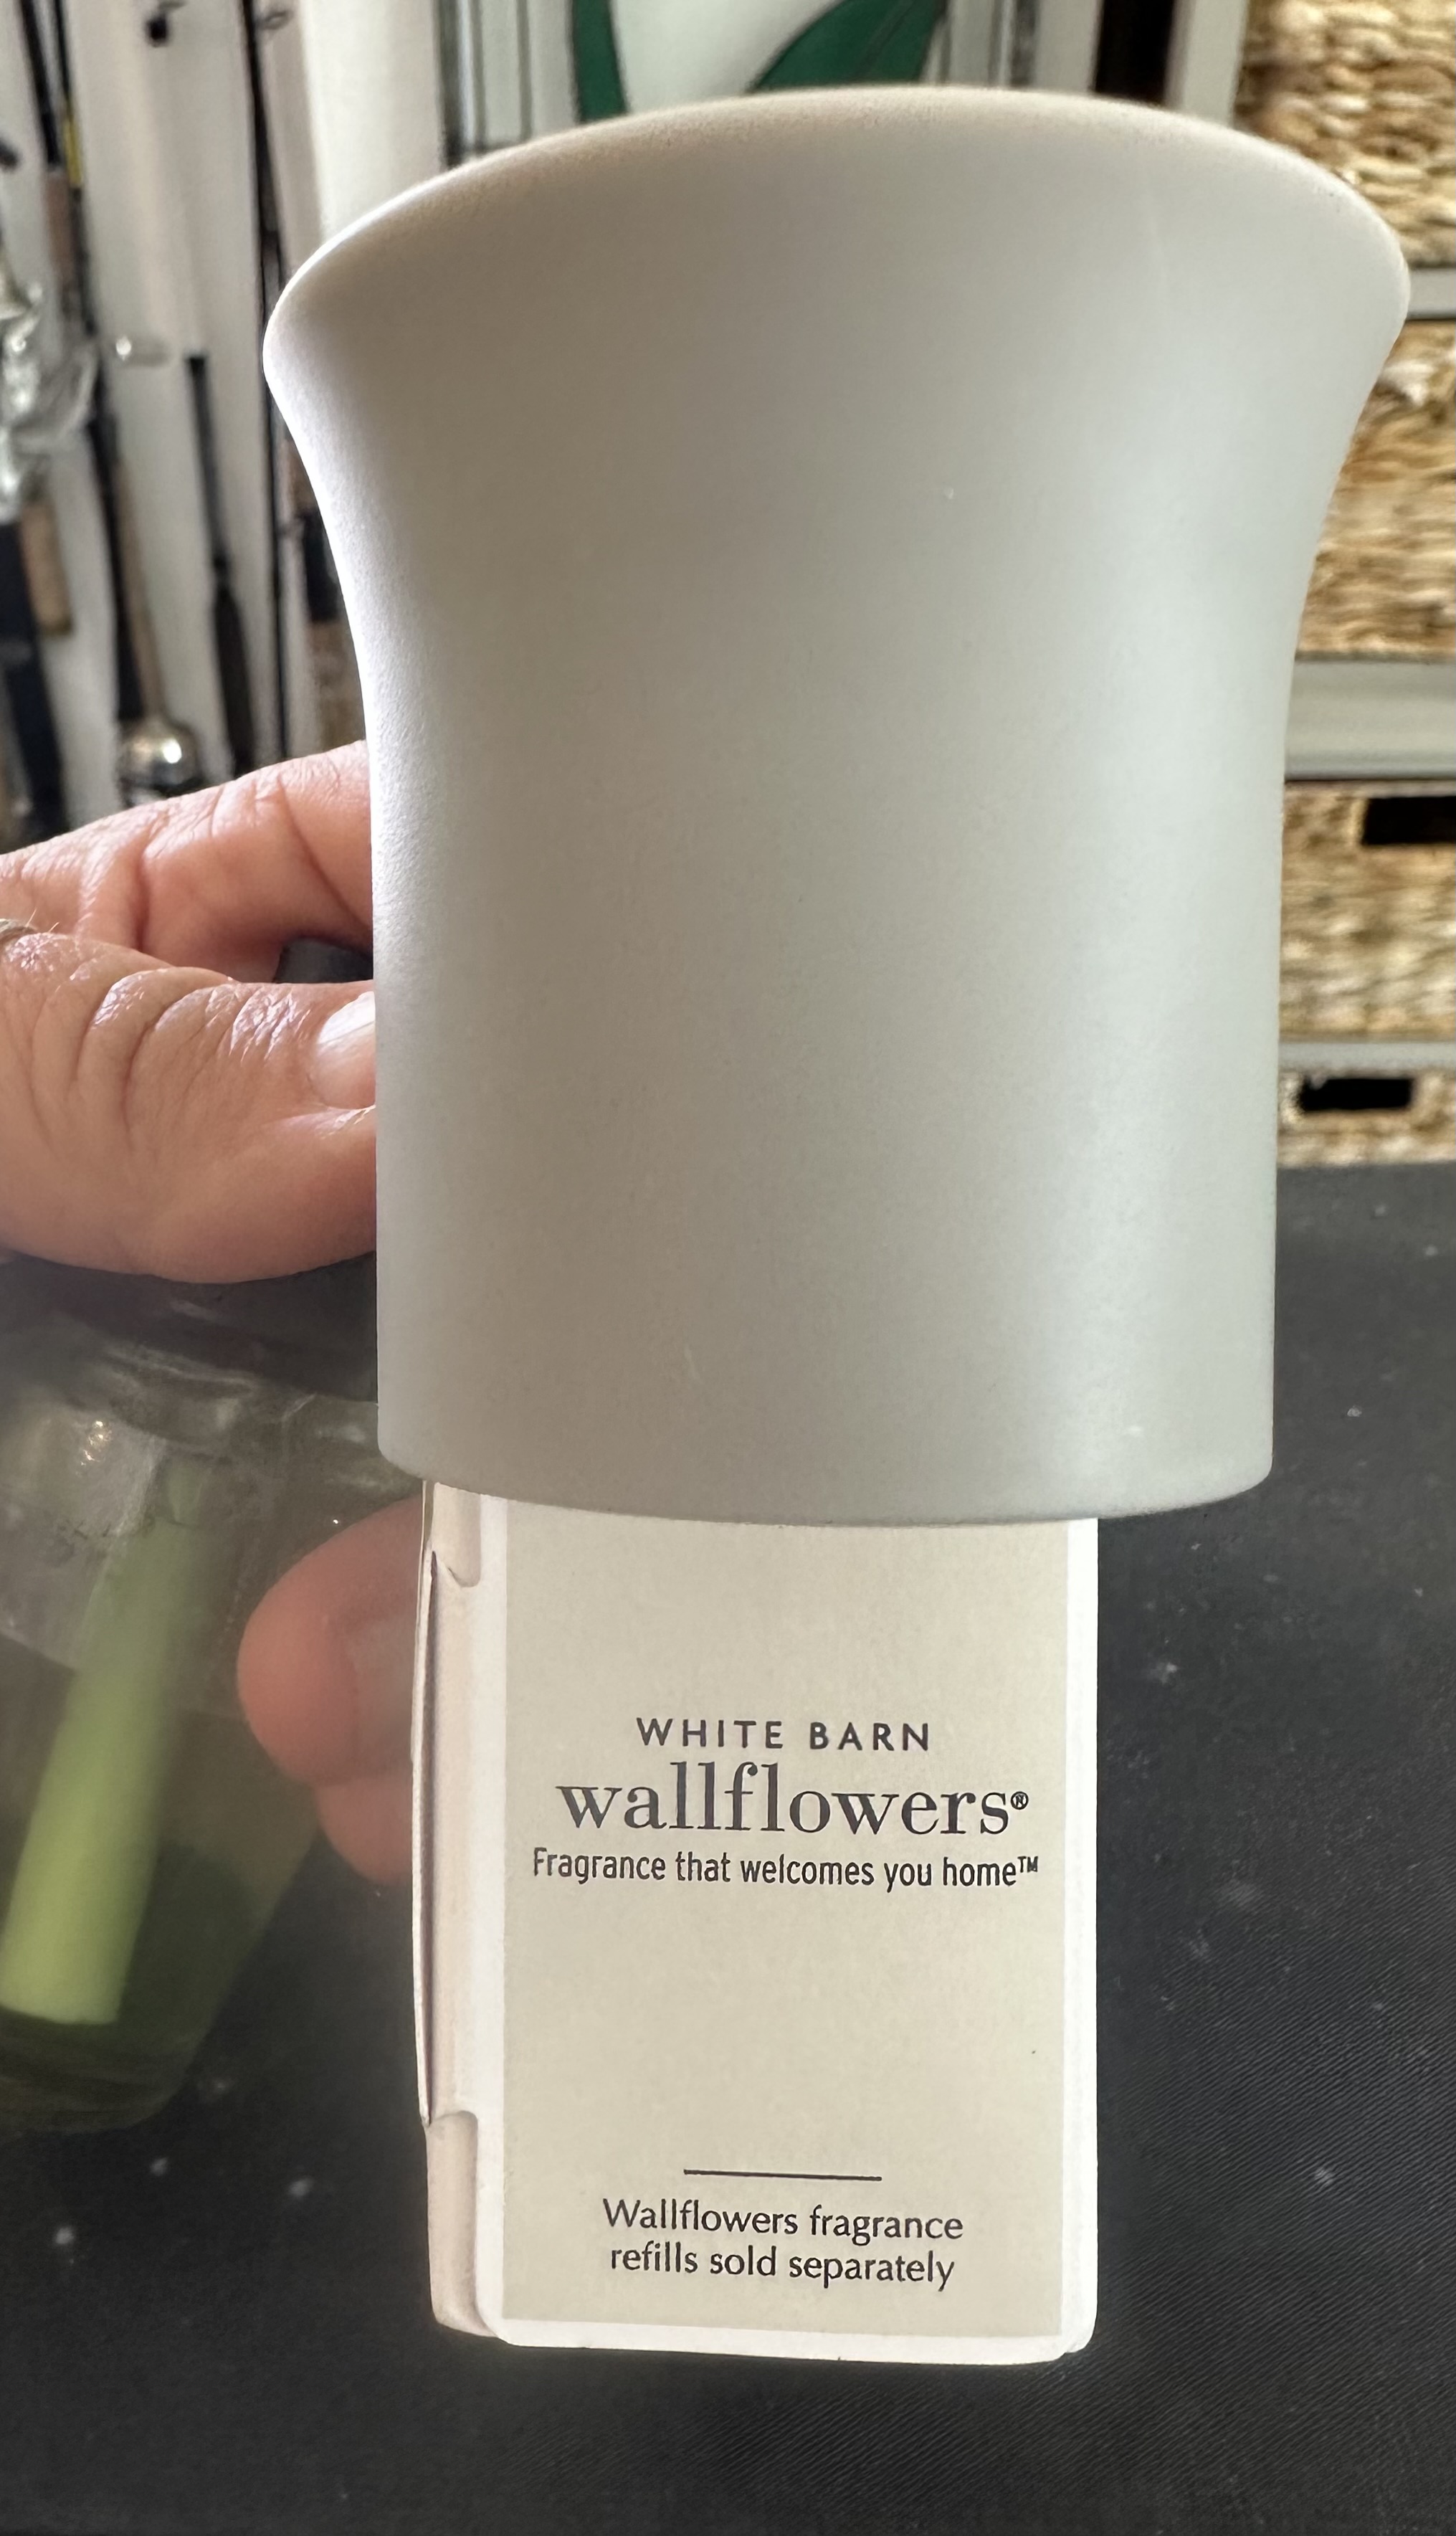 WHITE BARN
wallflowers®
Fragrance that welcomes you home™
Wallflowers fragrance
refills sold separately